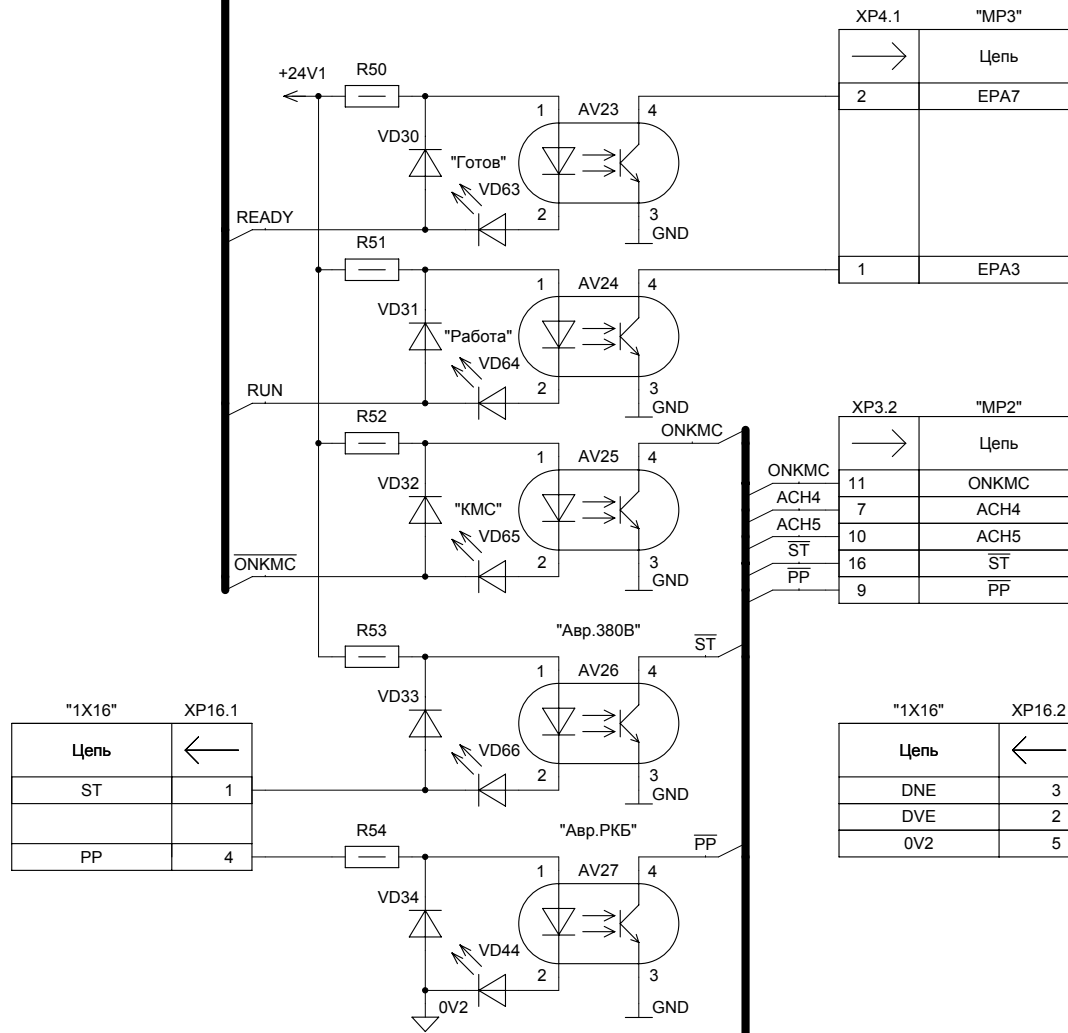 XP4.1 "MP3"
Цепь
2 EPA7
1 EPA3
+24V1
R50
1 AV23 4
VD30
"Готов"
VD63
2 3
GND
READY
R51
1 AV24 4
VD31
"Работа"
VD64
2 3
GND
RUN
R52
ONKMC
1 AV25 4
VD32
"КМС"
VD65
2 3
GND
ONKMC
XP3.2 "MP2"
Цепь
ONKMC 11 ONKMC
ACH4 7 ACH4
ACH5 10 ACH5
ST 16 ST
PP 9 PP
R53
"Авр.380В"
ST
1 AV26 4
VD33
VD66
2 3
GND
"1X16" XP16.1
Цепь
ST 1
PP 4
"1X16" XP16.2
Цепь
DNE 3
DVE 2
0V2 5
R54
"Авр.РКБ"
PP
1 AV27 4
VD34
VD44
2 3
0V2
GND